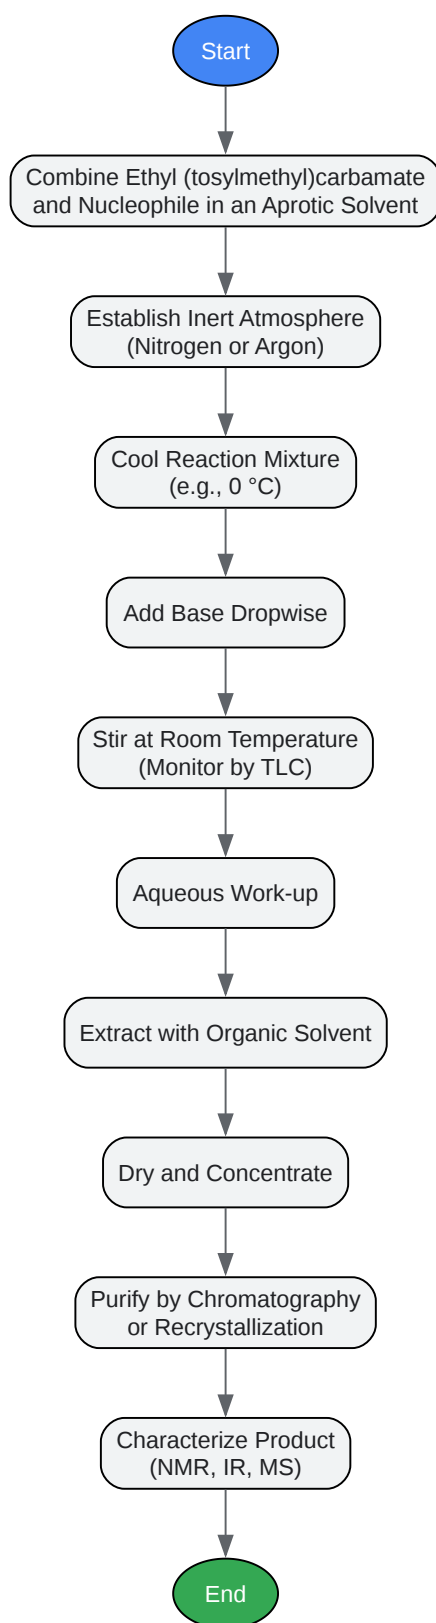 Start
Combine Ethyl (tosylmethyl)carbamate
and Nucleophile in an Aprotic Solvent
Establish Inert Atmosphere
(Nitrogen or Argon)
Cool Reaction Mixture
(e.g., 0 °C)
Add Base Dropwise
Stir at Room Temperature
(Monitor by TLC)
Aqueous Work-up
Extract with Organic Solvent
Dry and Concentrate
Purify by Chromatography
or Recrystallization
Characterize Product
(NMR, IR, MS)
End